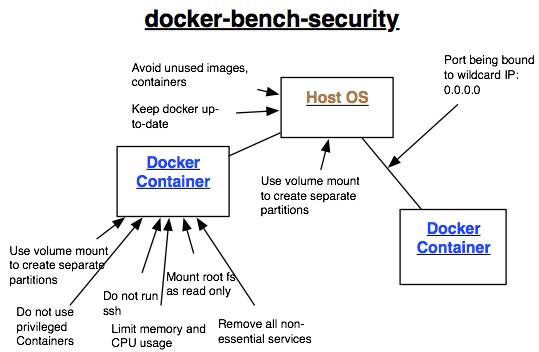 docker-bench-security
Avoid unused images,
containers
Keep docker up-
to-date
Host OS
Port being bound
to wildcard IP:
0.0.0.0
Docker
Container
Use volume mount
to create separate
partitions
Docker
Container
Use volume mount
to create separate
partitions
Do not use
privileged
Containers
Do not run
ssh
Limit memory and
CPU usage
Mount root fs
as read only
Remove all non-
essential services